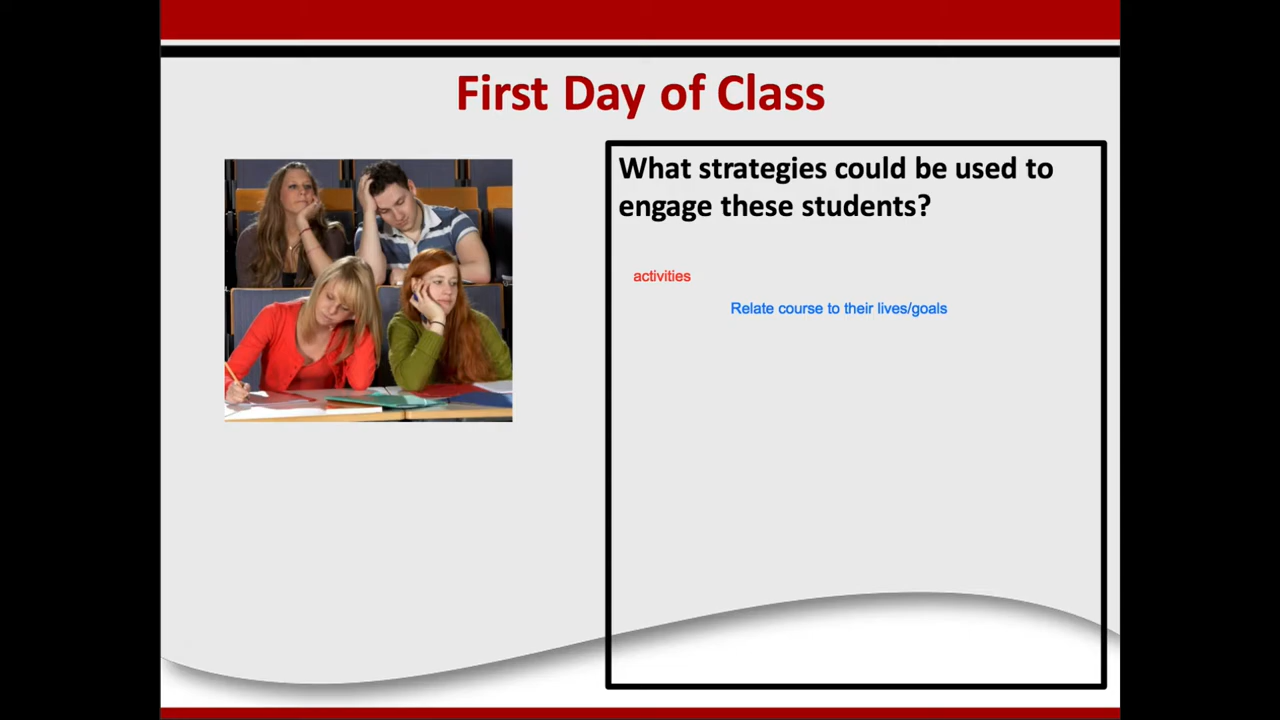 First Day of Class
What strategies could be used to
engage these students?
activities
Relate course to their lives/goals